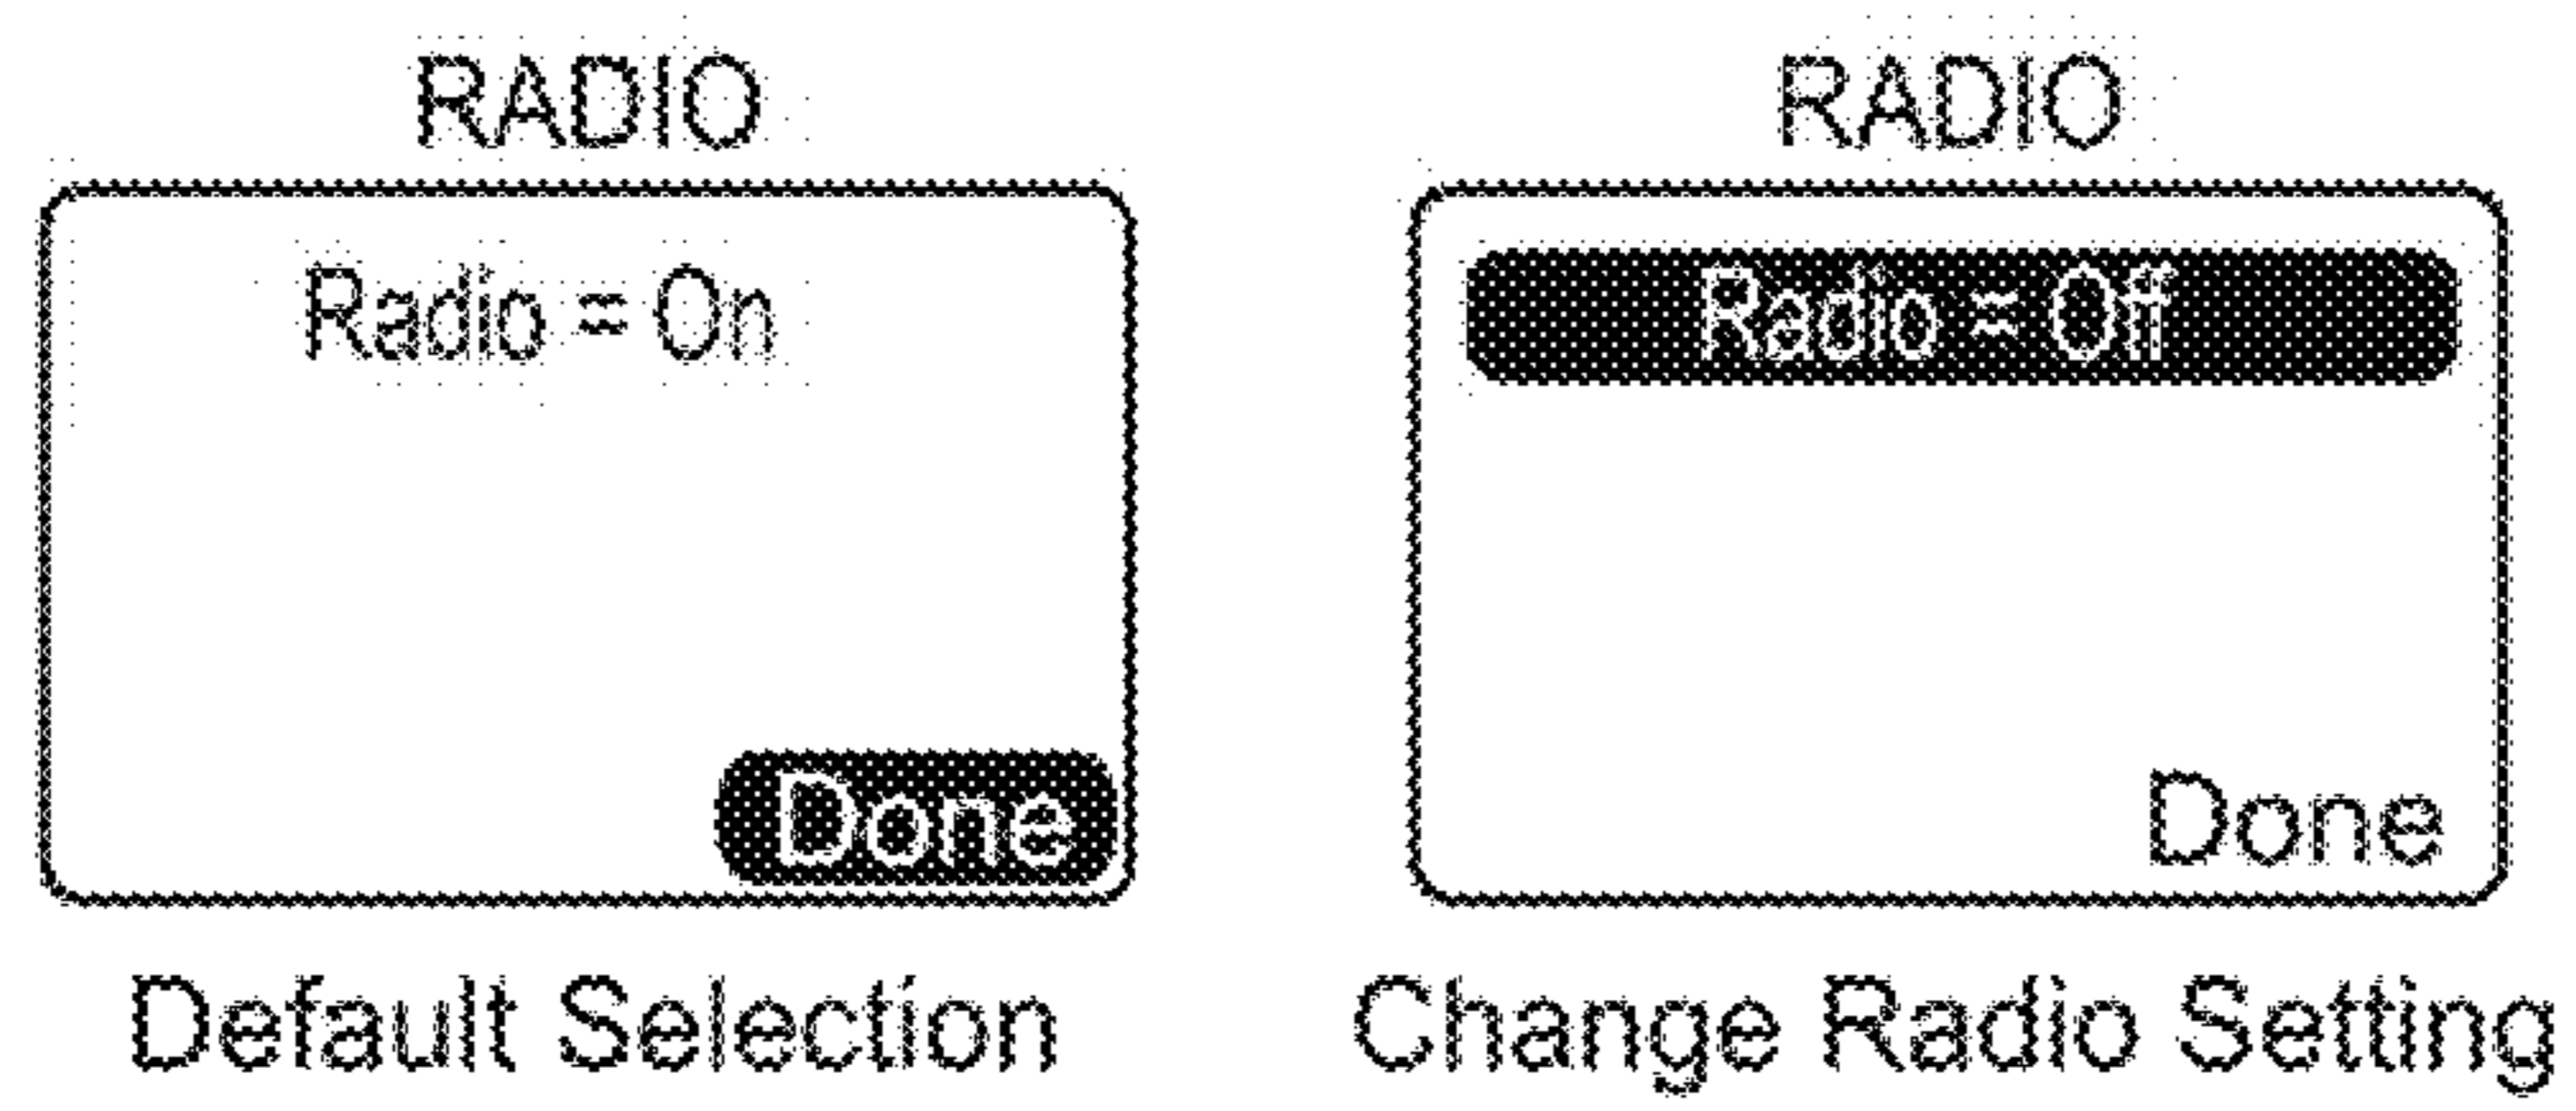 RADIO
Radio = On
Done
Default Selection
RADIO
Radio = Off
Done
Change Radio Setting